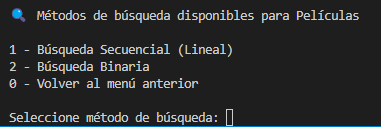 🔍 Métodos de búsqueda disponibles para Películas
1 - Búsqueda Secuencial (Lineal)
2 - Búsqueda Binaria
0 - Volver al menú anterior
Seleccione método de búsqueda: